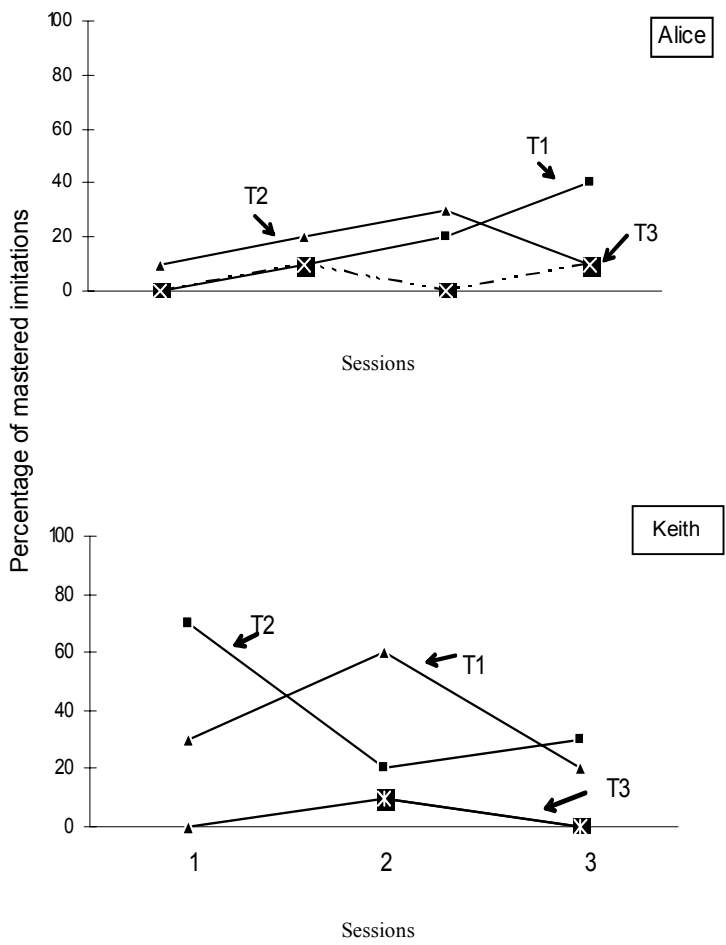 Percentage of mastered imitations
100
80
60
40
20
0
Alice
T1
T2
T3
Sessions
100
80
60
40
20
0
Keith
T2
T1
T3
1 2 3
Sessions